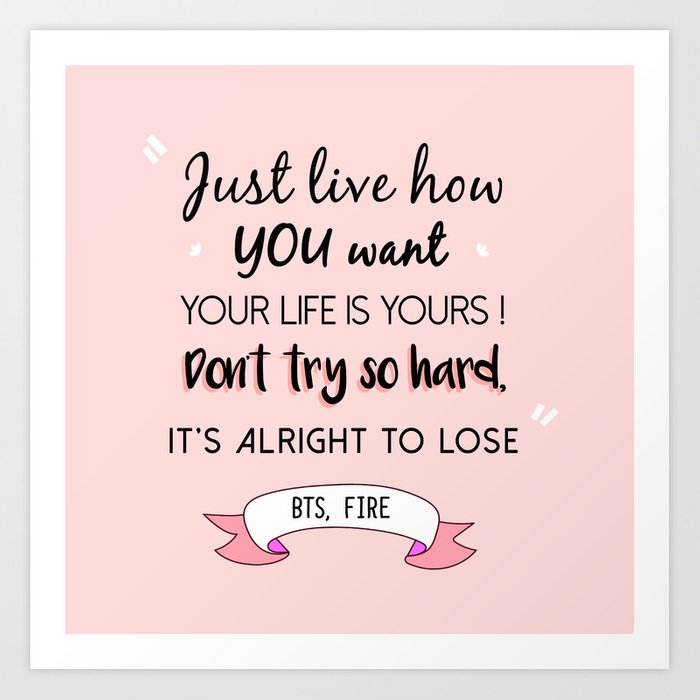 "
Just live how
YOU want
YOUR LIFE IS YOURS !
Don't try so hard,
IT'S ALRIGHT TO LOSE
"
BTS, FIRE